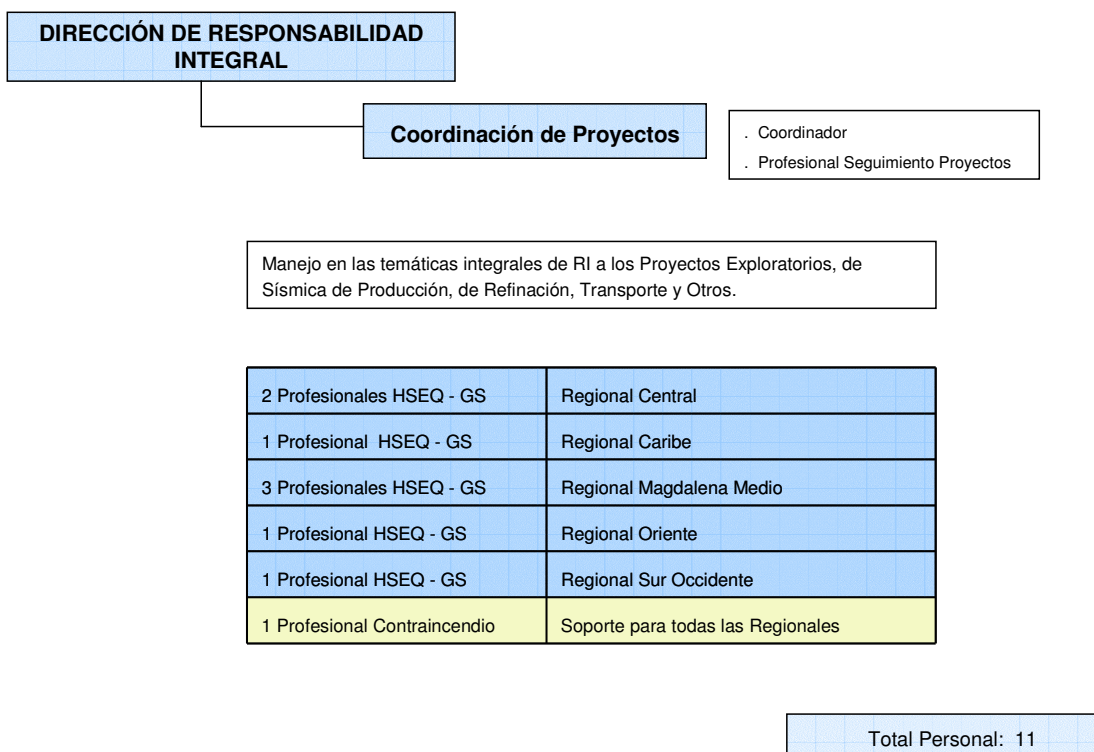 DIRECCIÓN DE RESPONSABILIDAD
INTEGRAL
Coordinación de Proyectos
. Coordinador
. Profesional Seguimiento Proyectos
Manejo en las temáticas integrales de RI a los Proyectos Exploratorios, de
Sísmica de Producción, de Refinación, Transporte y Otros.
2 Profesionales HSEQ - GS Regional Central
1 Profesional HSEQ - GS Regional Caribe
3 Profesionales HSEQ - GS Regional Magdalena Medio
1 Profesional HSEQ - GS Regional Oriente
1 Profesional HSEQ - GS Regional Sur Occidente
1 Profesional Contraincendio Soporte para todas las Regionales
Total Personal: 11